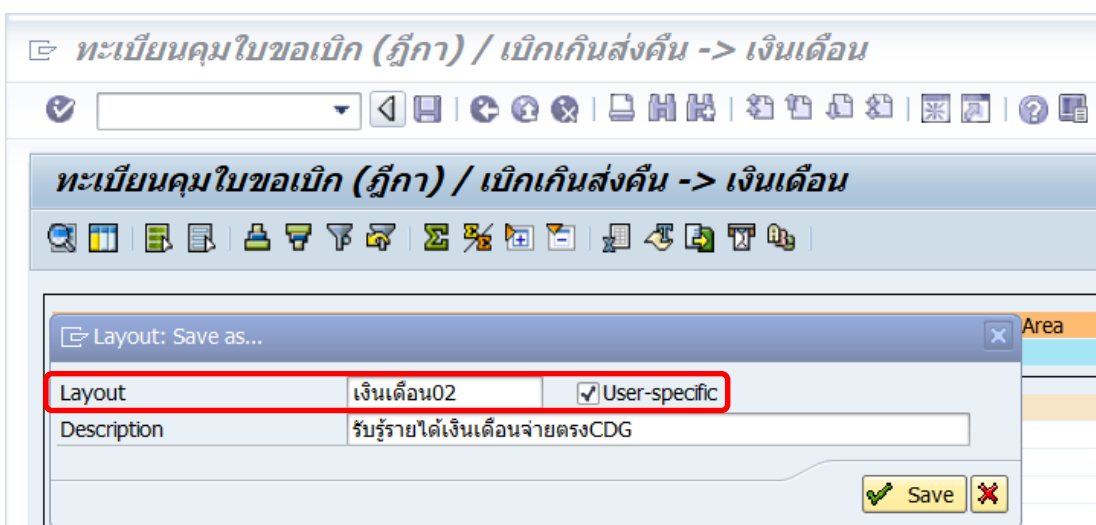 ทะเบียนคุมใบขอเบิก (ฎีกา) / เบิกเกินส่งคืน -> เงินเดือน
ทะเบียนคุมใบขอเบิก (ฎีกา) / เบิกเกินส่งคืน -> เงินเดือน
Area
Layout: Save as...
Layout เงินเดือน02 User-specific
Description รับรู้รายได้เงินเดือนจ่ายตรงCDG
Save